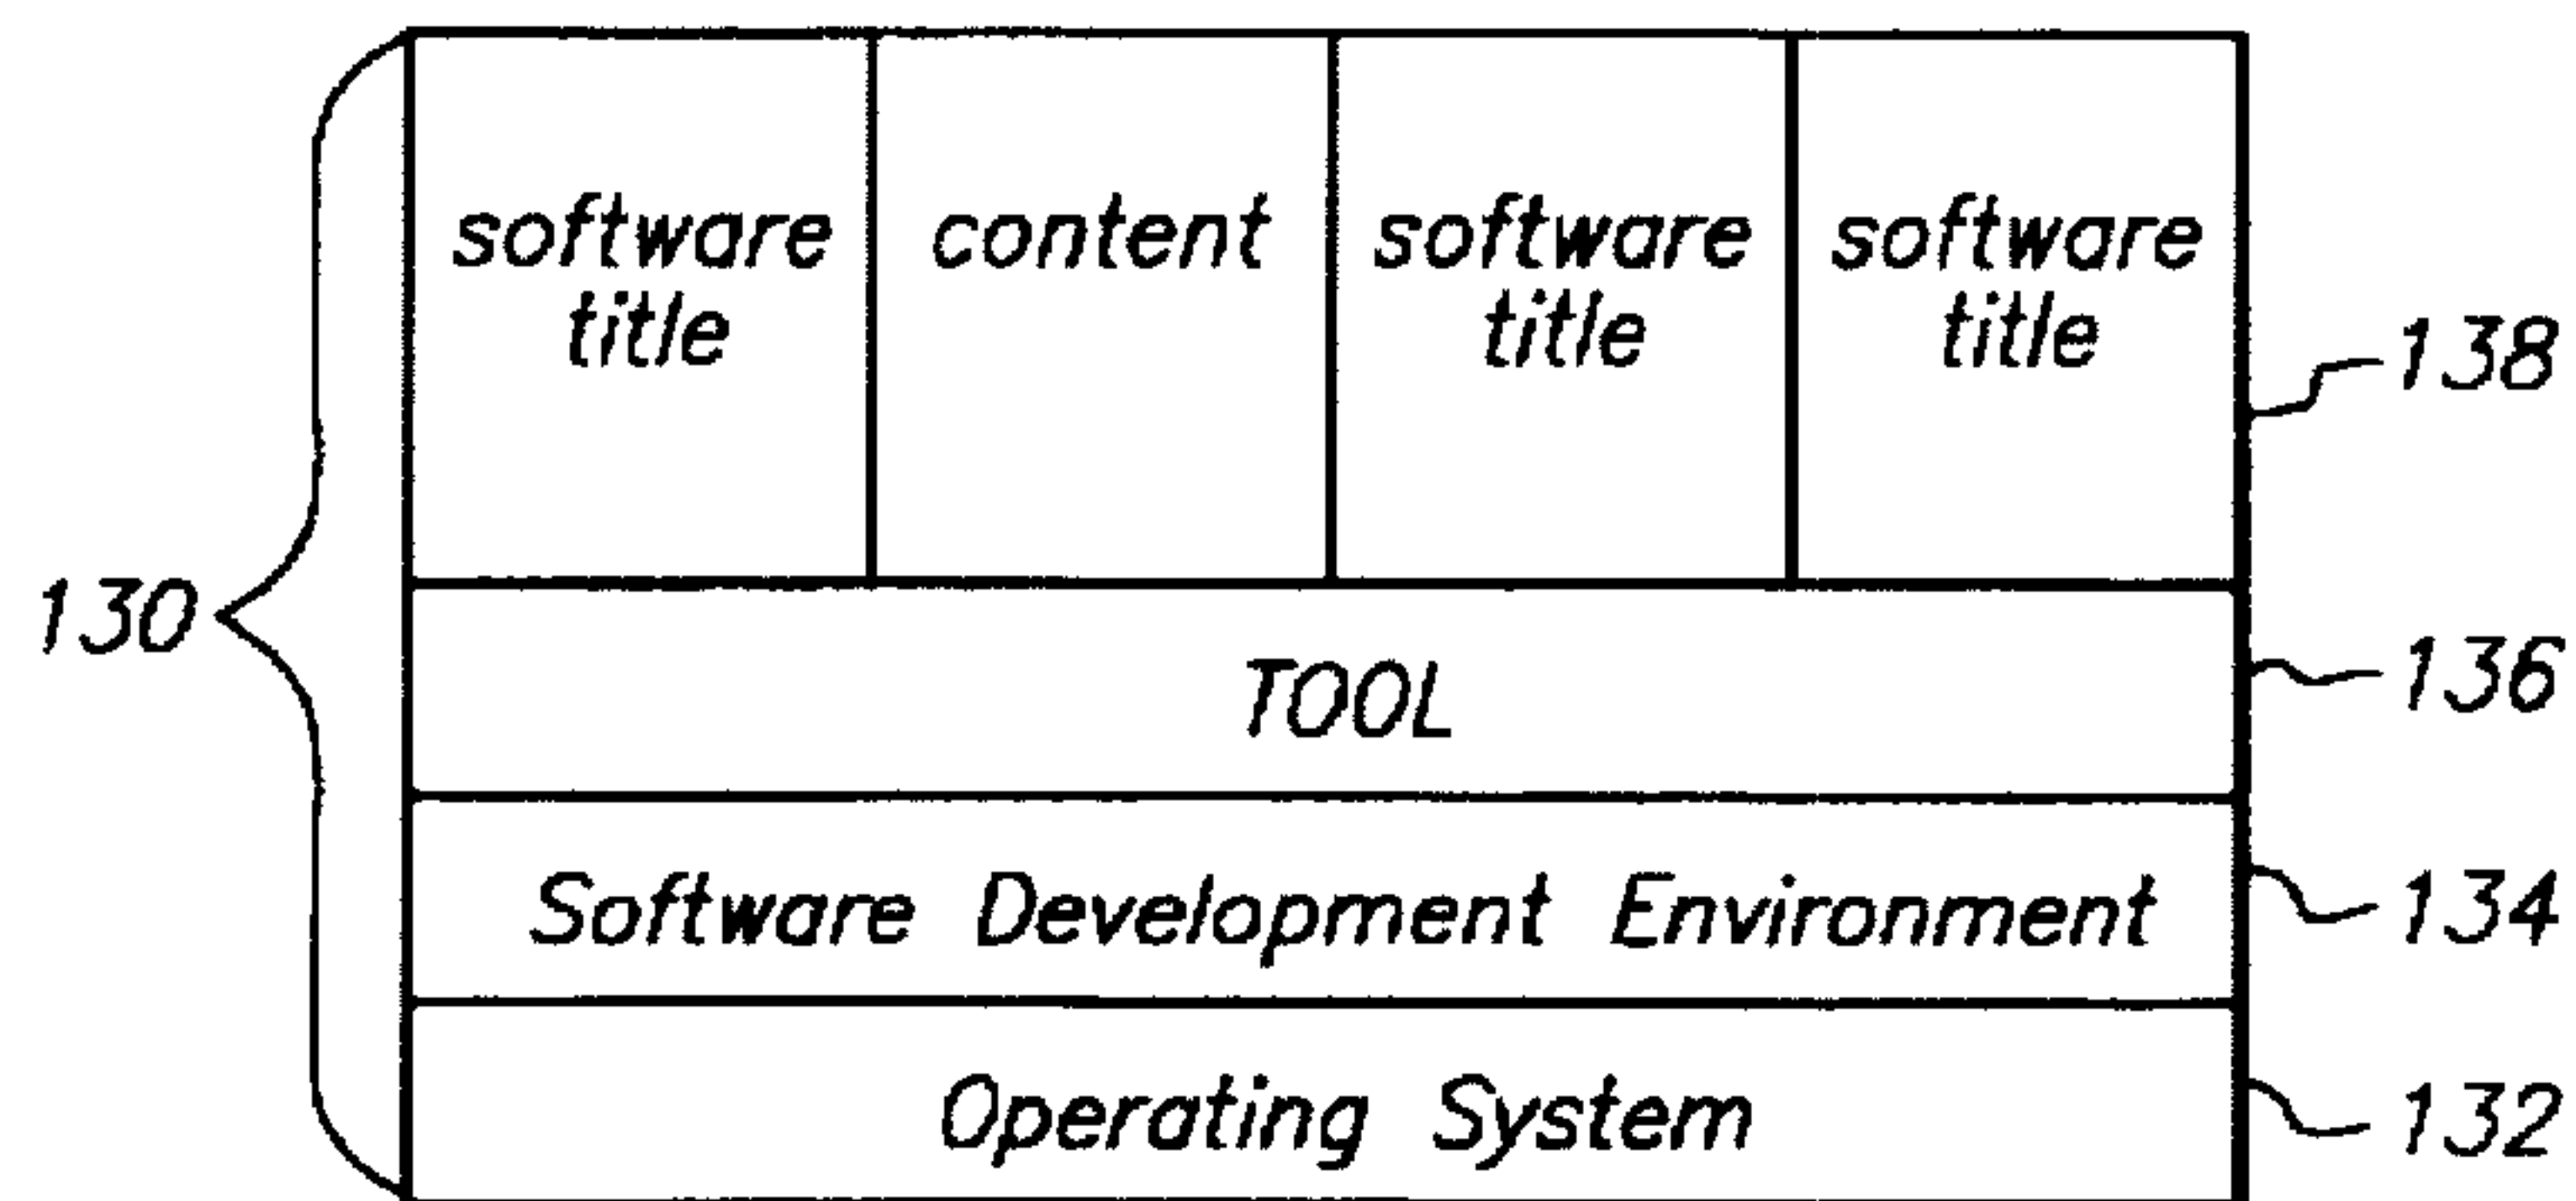 software content software software
title title title
138
130
TOOL
136
Software Development Environment
134
Operating System
132